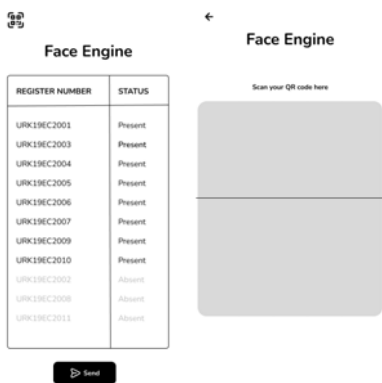 Face Engine
REGISTER NUMBER STATUS
URK19EC2001 Present
URK19EC2003 Present
URK19EC2004 Present
URK19EC2005 Present
URK19EC2006 Present
URK19EC2007 Present
URK19EC2009 Present
URK19EC2010 Present
URK19EC2002 Absent
URK19EC2008 Absent
URK19EC2011 Absent
Send
Face Engine
Scan your QR code here